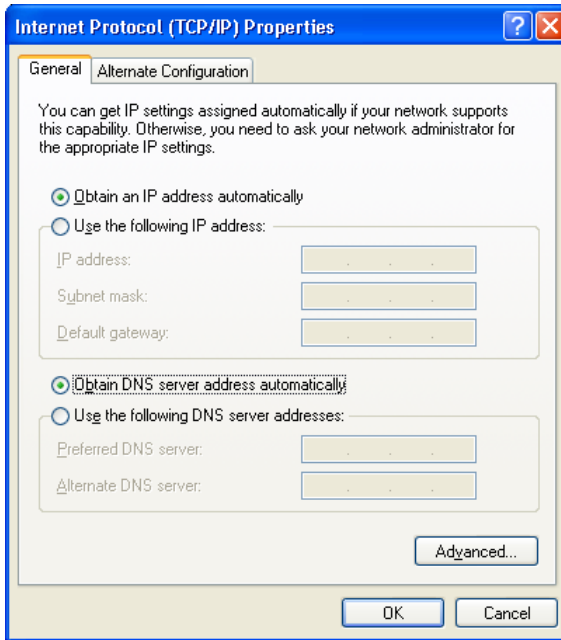 Internet Protocol (TCP/IP) Properties
General
Alternate Configuration
You can get IP settings assigned automatically if your network supports
this capability. Otherwise, you need to ask your network administrator for
the appropriate IP settings.
Obtain an IP address automatically
Use the following IP address:
IP address:
Subnet mask:
Default gateway:
Obtain DNS server address automatically
Use the following DNS server addresses:
Preferred DNS server:
Alternate DNS server:
Advanced...
OK
Cancel